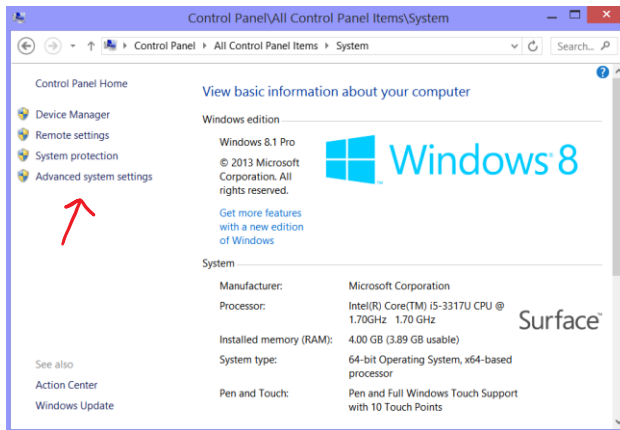 Control Panel\All Control Panel Items\System
Control Panel All Control Panel Items System
Search...
Control Panel Home
Device Manager
Remote settings
System protection
Advanced system settings
See also
Action Center
Windows Update
View basic information about your computer
Windows edition
Windows 8.1 Pro
© 2013 Microsoft
Corporation. All
rights reserved.
Get more features
with a new edition
of Windows
Windows 8
System
Manufacturer: Microsoft Corporation
Processor: Intel(R) Core(TM) i5-3317U CPU @
1.70GHz 1.70 GHz
Installed memory (RAM): 4.00 GB (3.89 GB usable)
System type: 64-bit Operating System, x64-based
processor
Pen and Touch: Pen and Full Windows Touch Support
with 10 Touch Points
Surface™